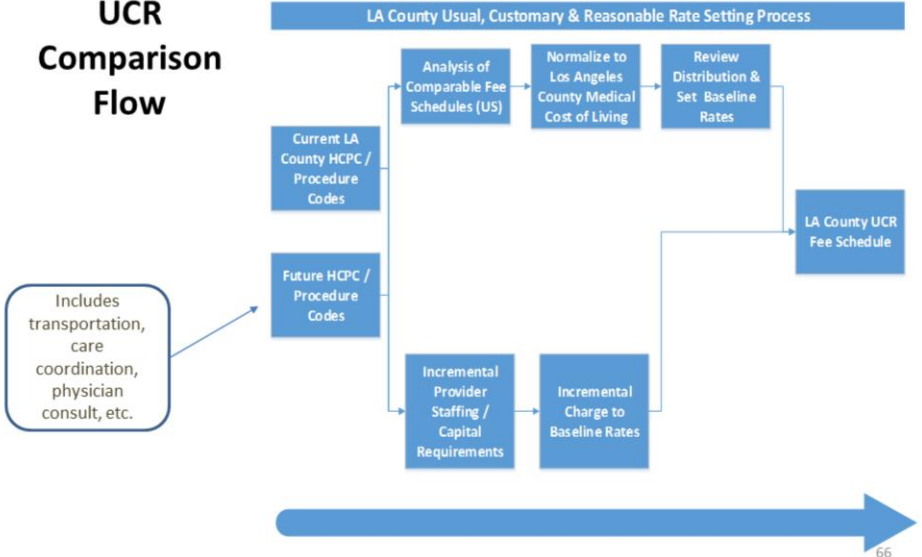 UCR
Comparison
Flow
LA County Usual, Customary & Reasonable Rate Setting Process
Analysis of
Comparable Fee
Schedules (US)
Normalize to
Los Angeles
County Medical
Cost of Living
Review
Distribution &
Set Baseline
Rates
Current LA
County HCPC /
Procedure
Codes
LA County UCR
Fee Schedule
Future HCPC /
Procedure
Codes
Includes
transportation,
care
coordination,
physician
consult, etc.
Incremental
Provider
Staffing /
Capital
Requirements
Incremental
Charge to
Baseline Rates
66